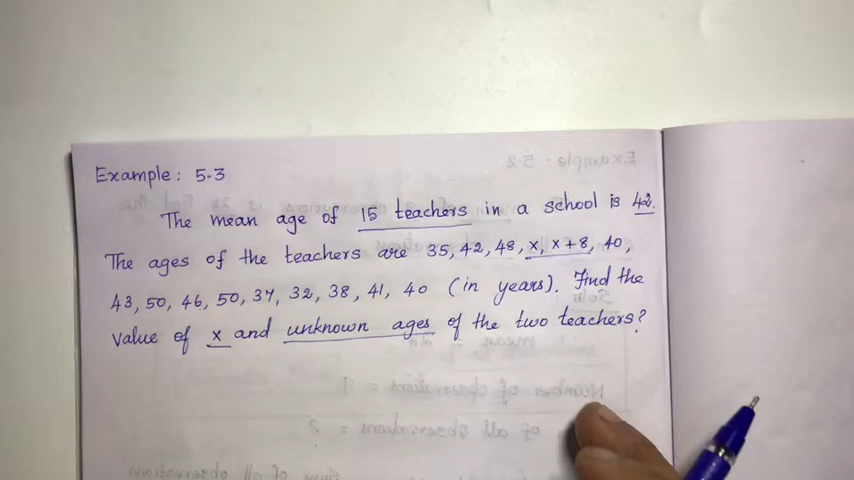 Example: 5.3
The mean age of 15 teachers in a school is 42.
The ages of the teachers are 35, 42, 48, x, x+8, 40,
43, 50, 46, 50, 37, 32, 38, 41, 40 (in years). Find the
value of x and unknown ages of the two teachers?